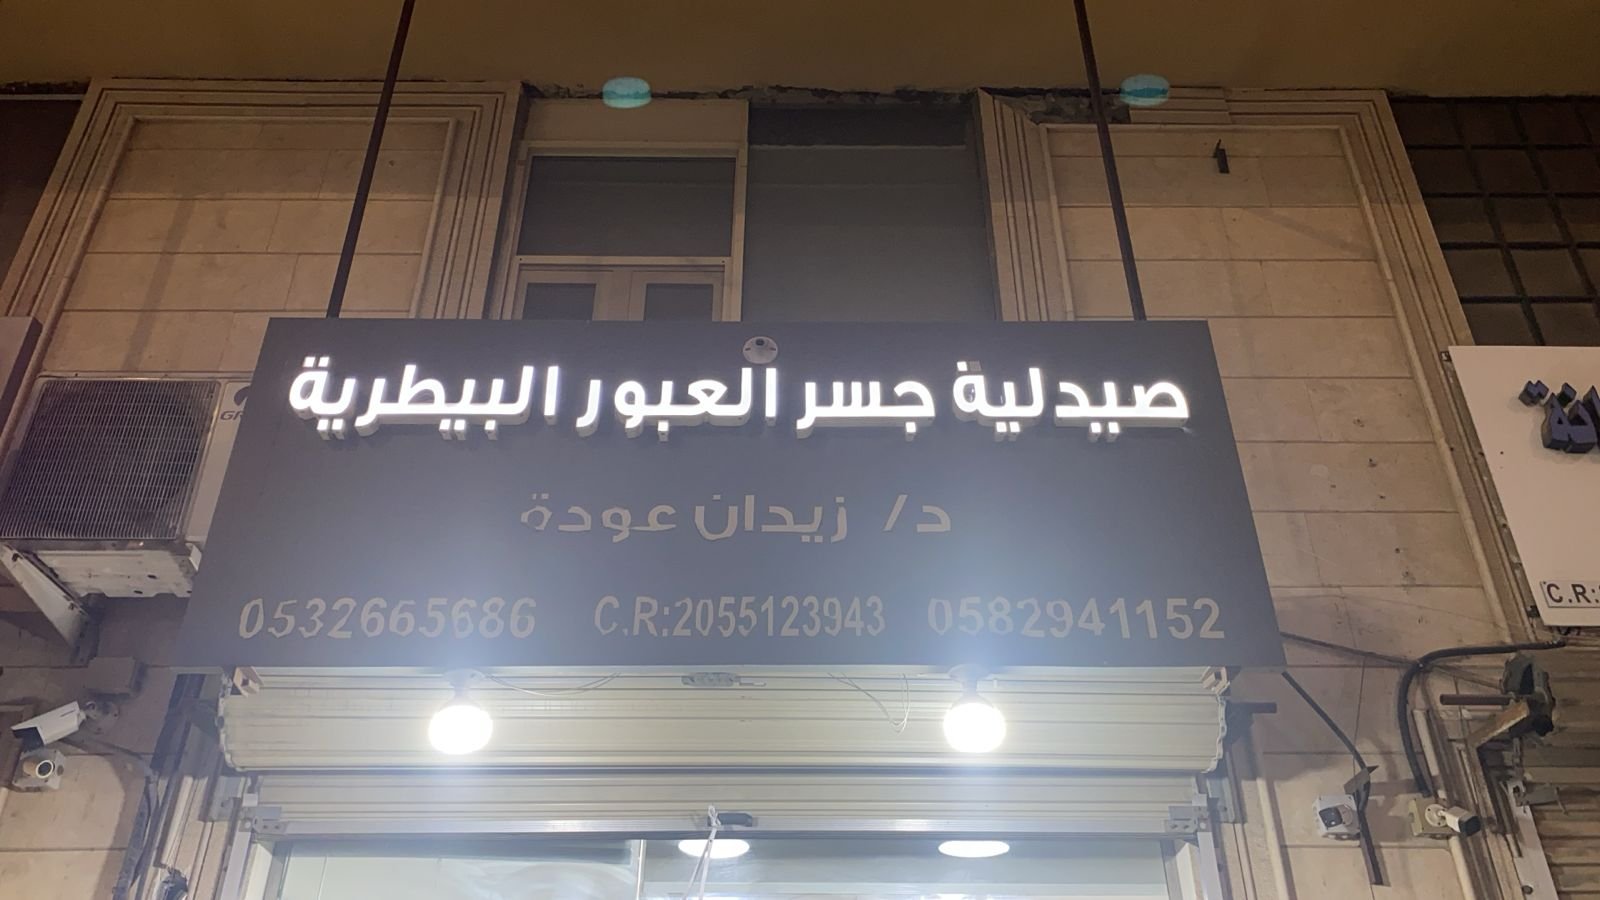 صيدلية جسر العبور البيطرية
د/ زيدان عودة
0532665686 C.R:2055123943 0582941152
C.R: